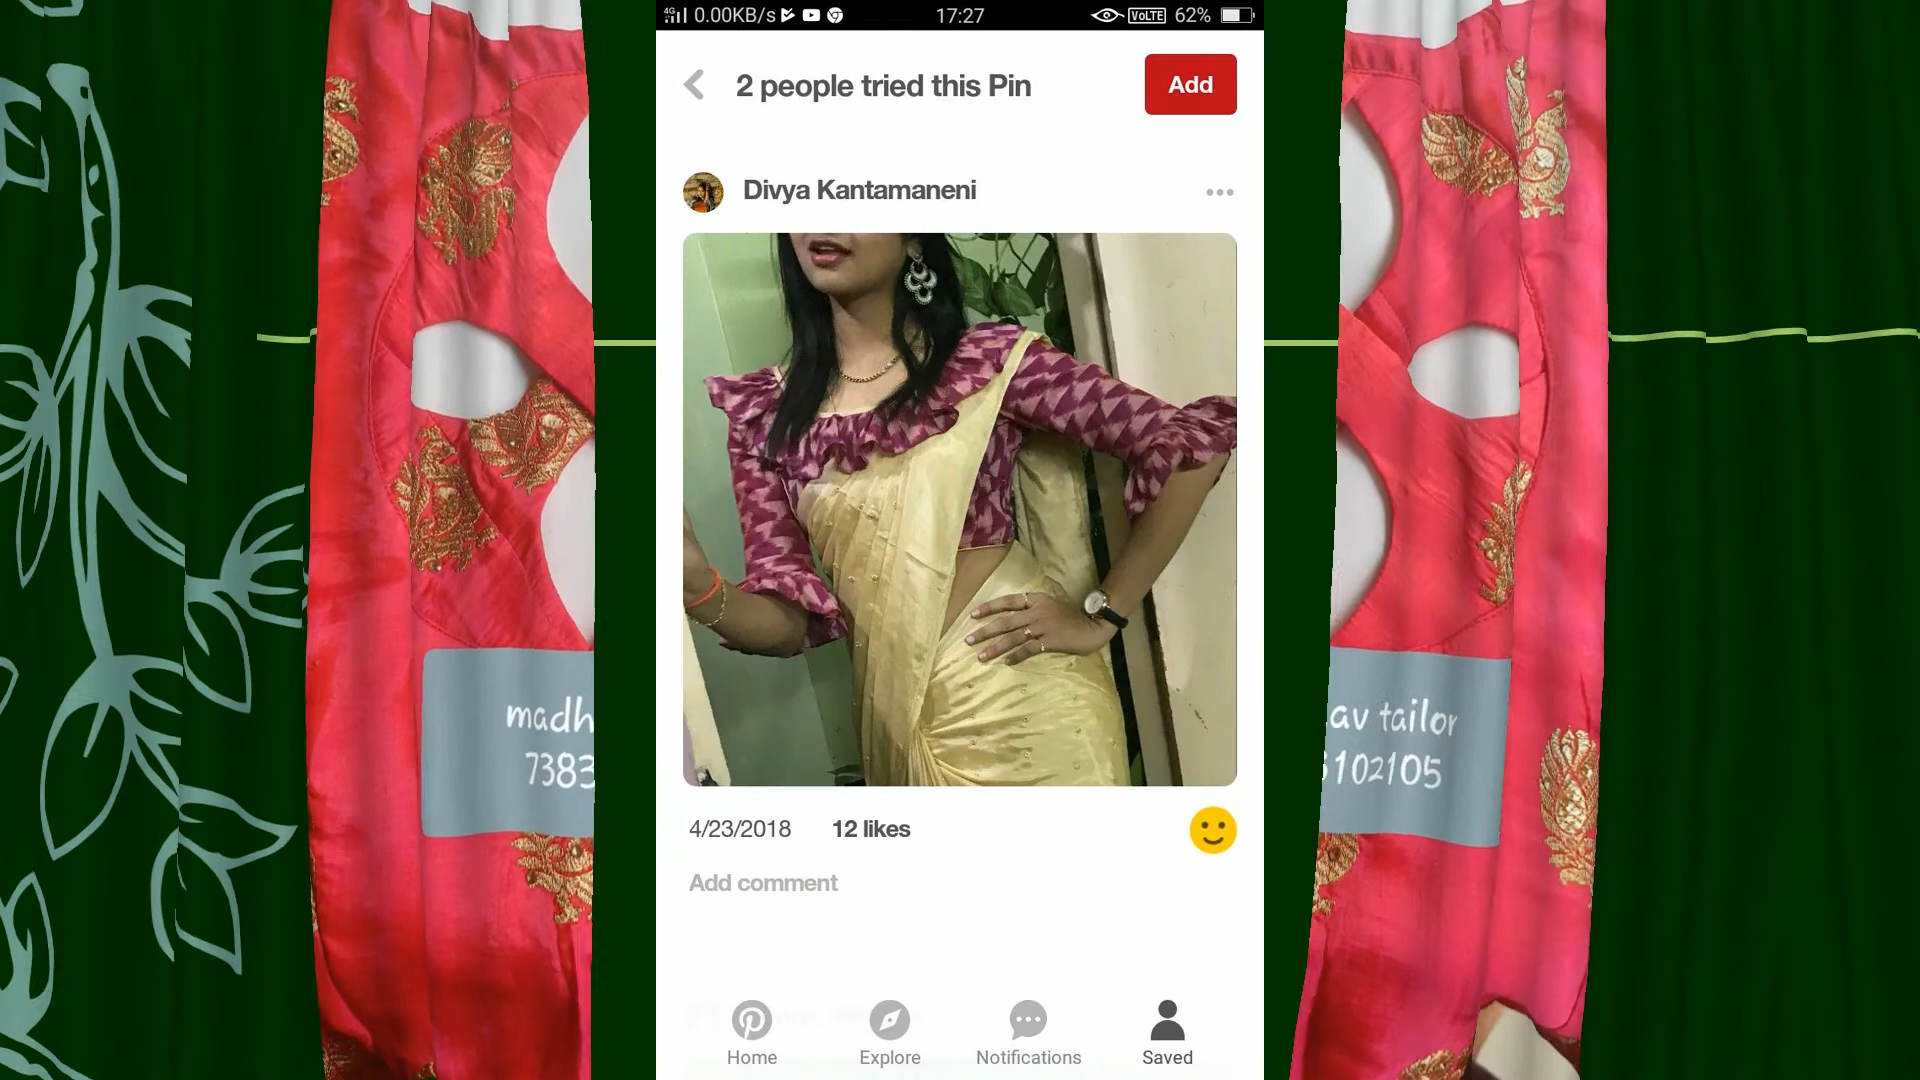 4G 0.00KB/s 17:27 VoLTE 62%
2 people tried this Pin
Add
Divya Kantamaneni
madh
av tailor
7383
102105
4/23/2018 12 likes
Add comment
Home Explore Notifications Saved